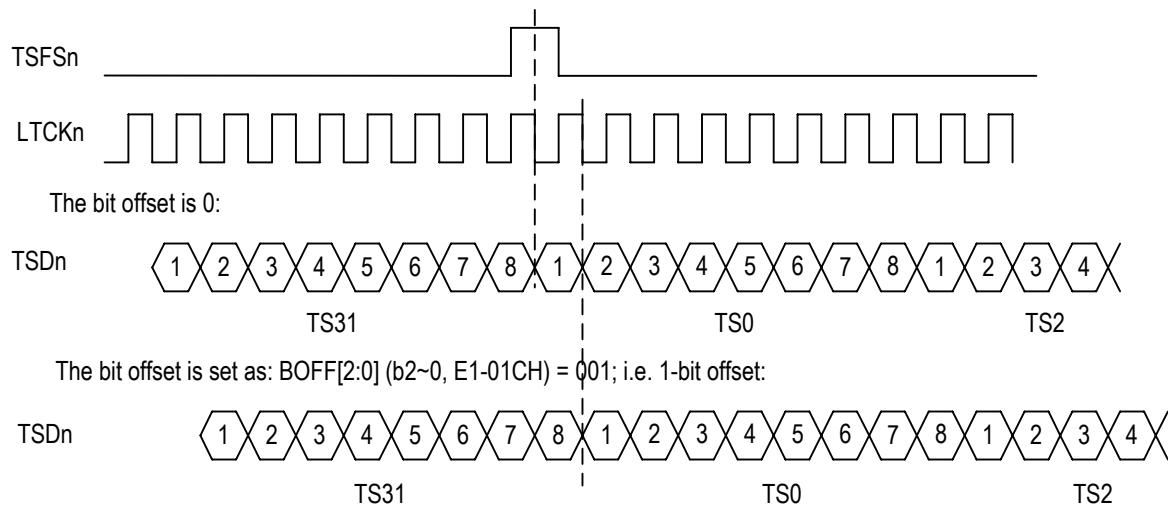 TSFSn
LTCKn
The bit offset is 0:
TSDn 1 2 3 4 5 6 7 8 1 2 3 4 5 6 7 8 1 2 3 4
TS31 TS0 TS2
The bit offset is set as: BOFF[2:0] (b2~0, E1-01CH) = 001; i.e. 1-bit offset:
TSDn 1 2 3 4 5 6 7 8 1 2 3 4 5 6 7 8 1 2 3 4
TS31 TS0 TS2